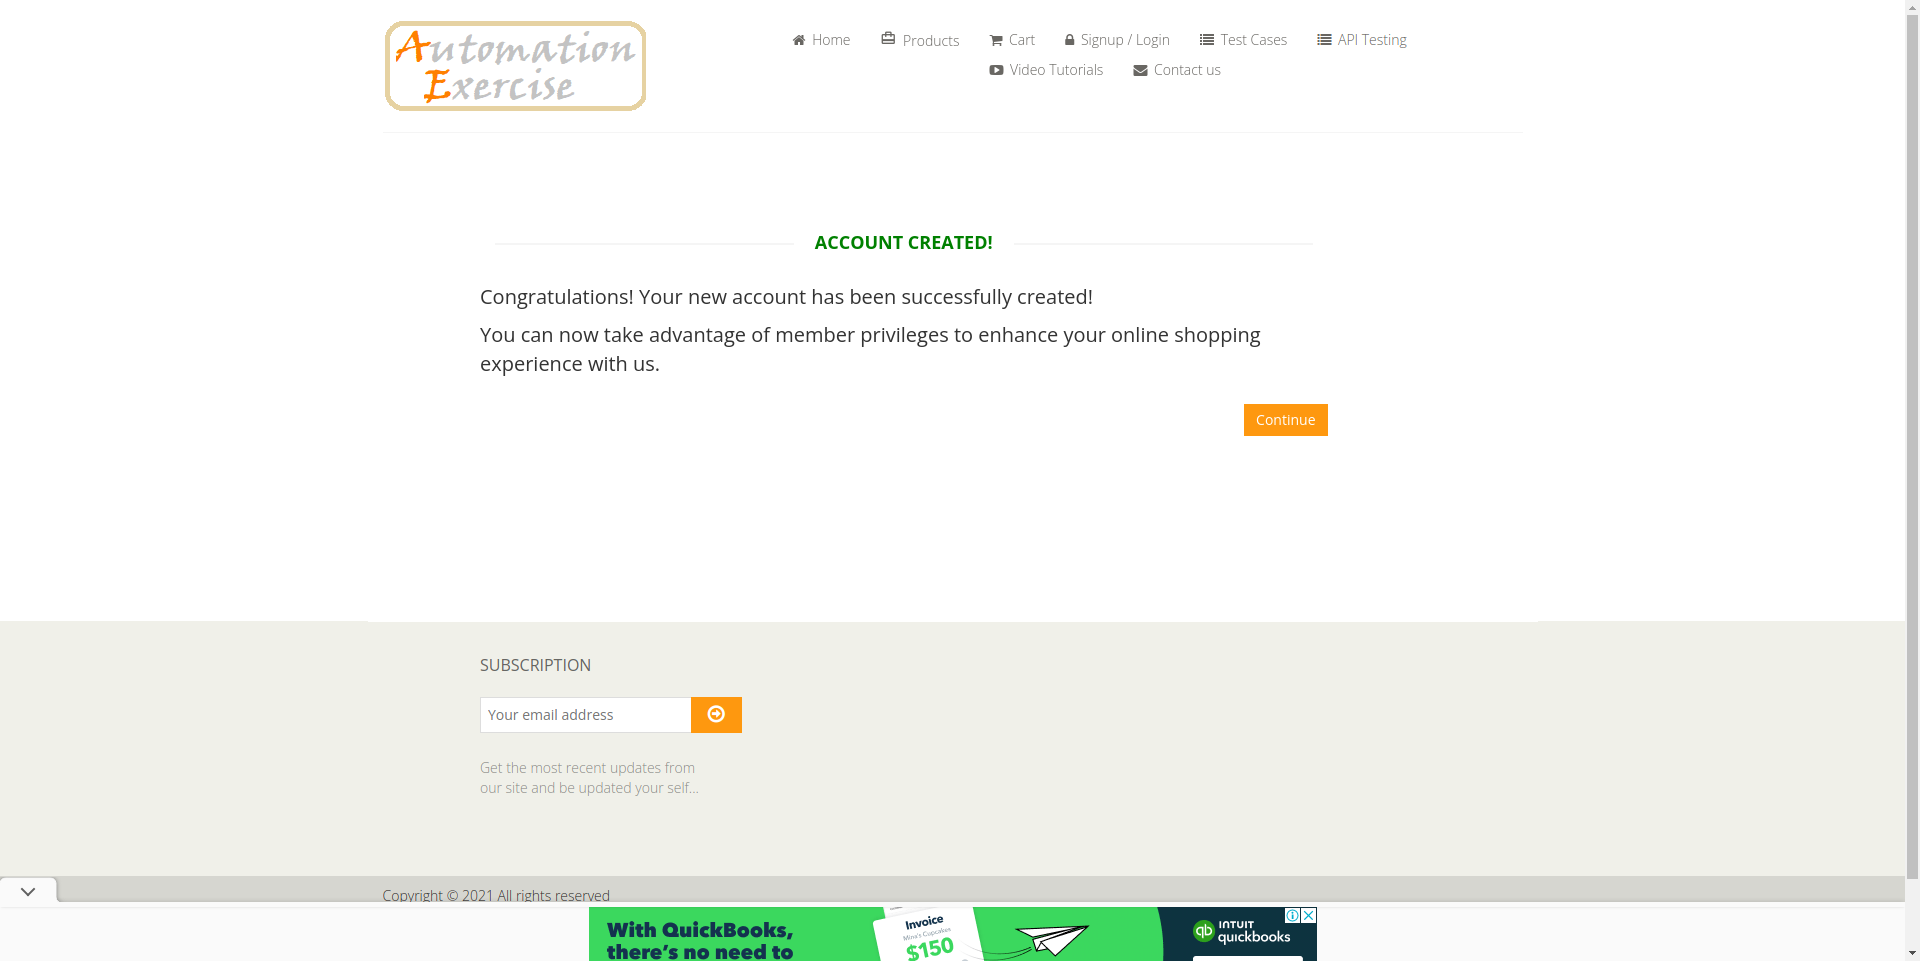 Automation
Exercise
Home
Products
Cart
Signup / Login
Test Cases
API Testing
Video Tutorials
Contact us
ACCOUNT CREATED!
Congratulations! Your new account has been successfully created!
You can now take advantage of member privileges to enhance your online shopping
experience with us.
Continue
SUBSCRIPTION
Your email address
Get the most recent updates from
our site and be updated your self...
Copyright © 2021 All rights reserved
With QuickBooks,
there's no need to
Invoice
Mina's Cupcakes
$150
qb
INTUIT
quickbooks